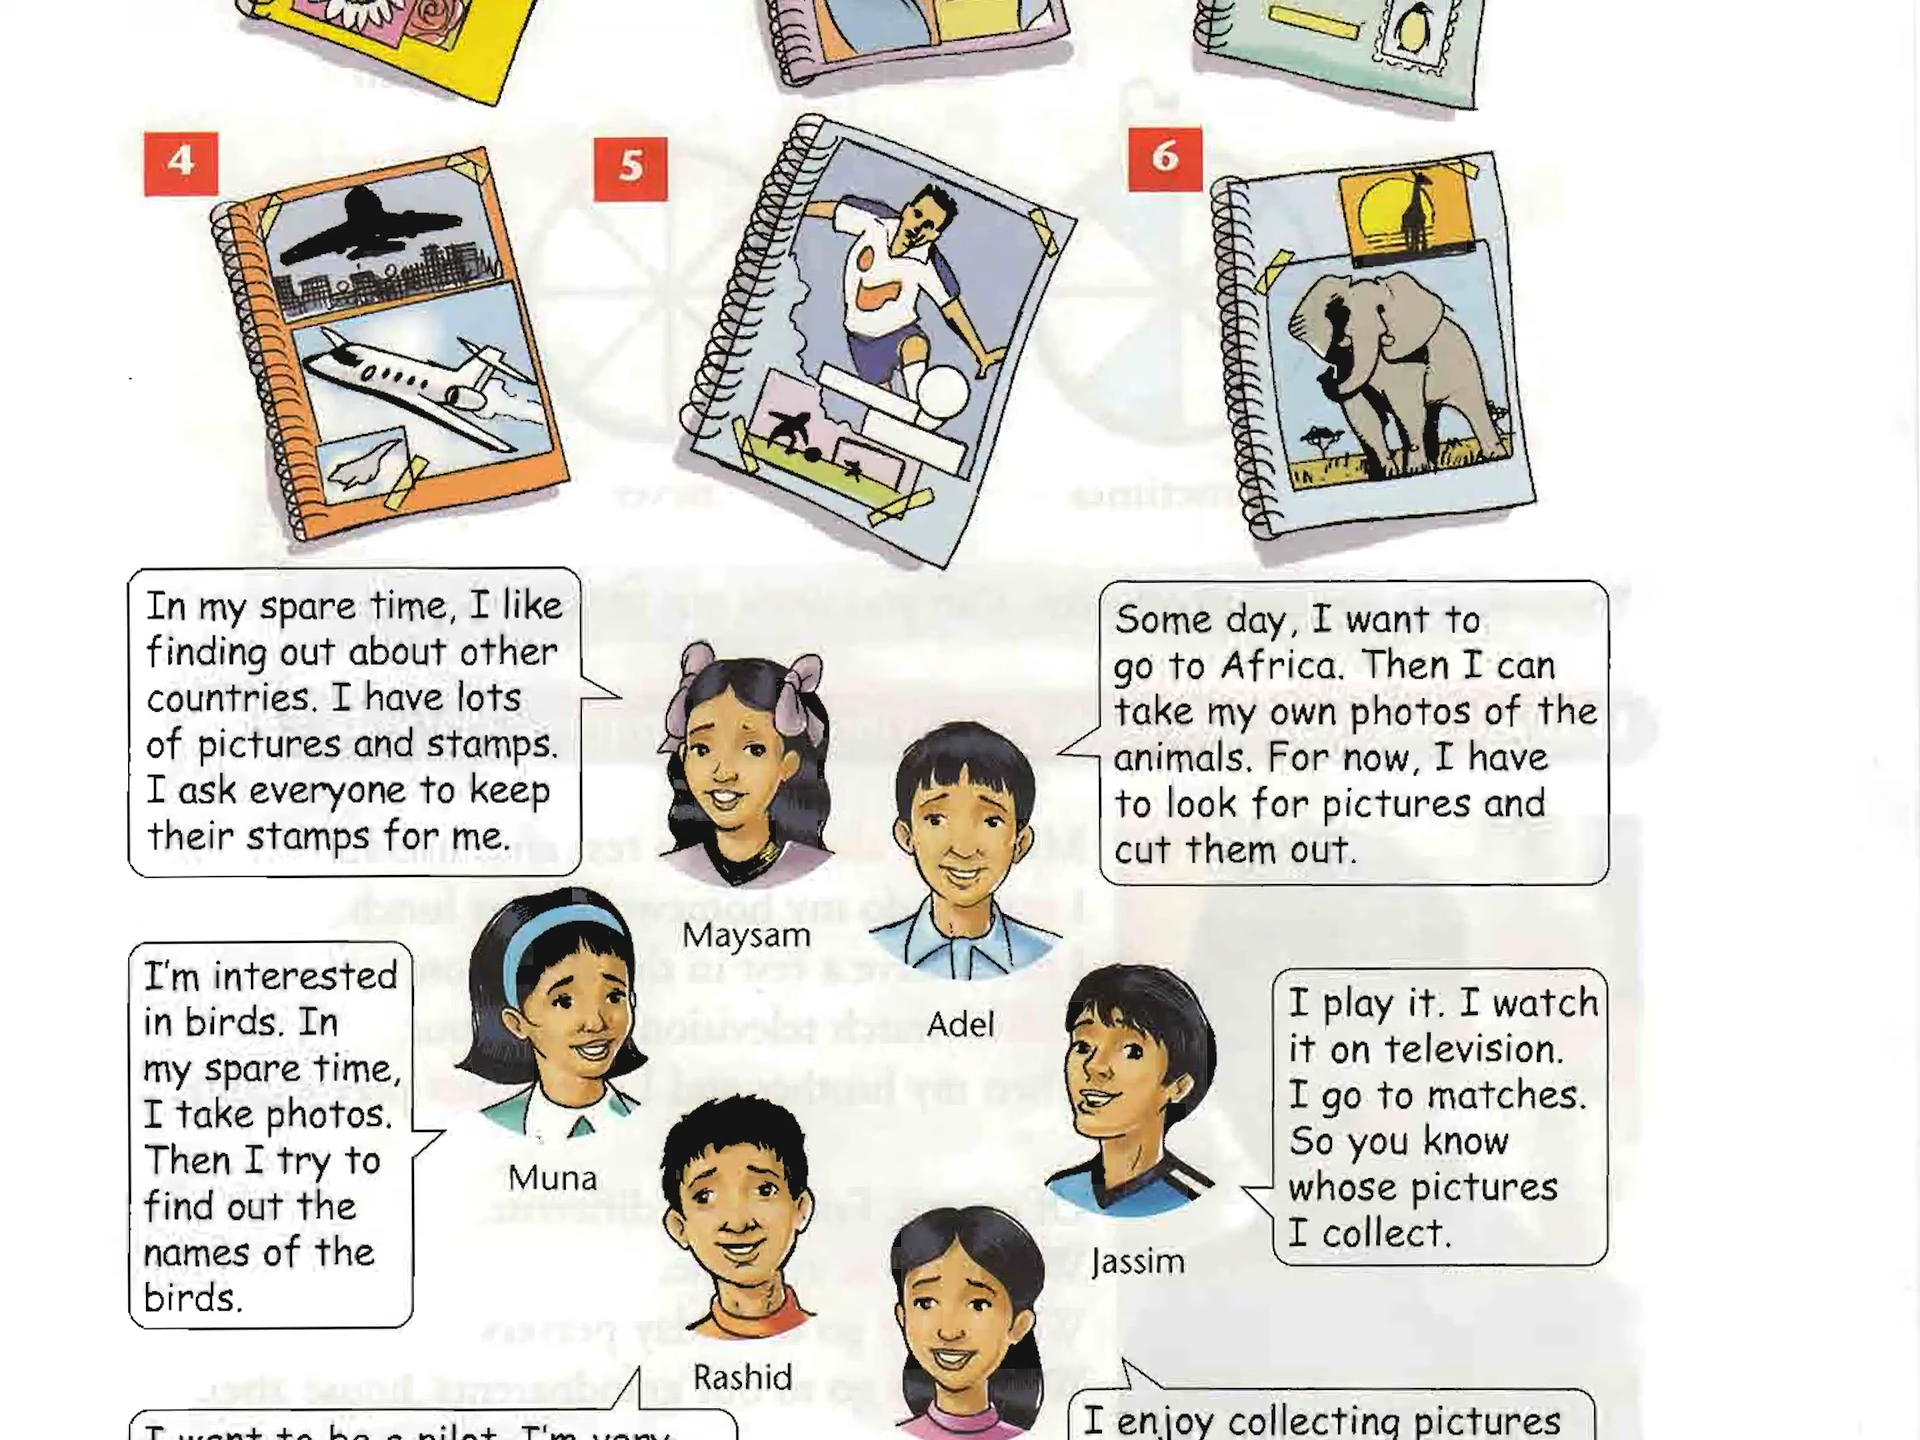 4
5
6
In my spare time, I like
finding out about other
countries. I have lots
of pictures and stamps.
I ask everyone to keep
their stamps for me.
Some day, I want to
go to Africa. Then I can
take my own photos of the
animals. For now, I have
to look for pictures and
cut them out.
Maysam
Adel
I'm interested
in birds. In
my spare time,
I take photos.
Then I try to
find out the
names of the
birds.
Muna
I play it. I watch
it on television.
I go to matches.
So you know
whose pictures
I collect.
Jassim
Rashid
I want to be a pilot. I'm very
I enjoy collecting pictures